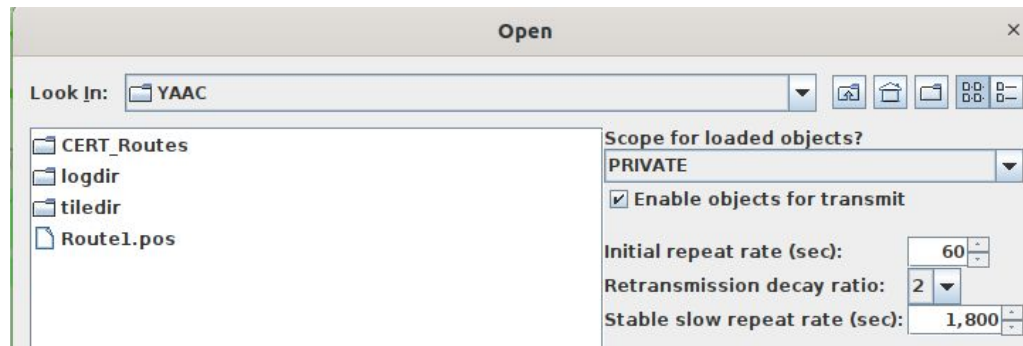 Open
Look In: YAAC
CERT_Routes
logdir
tiledir
Route1.pos
Scope for loaded objects?
PRIVATE
Enable objects for transmit
Initial repeat rate (sec): 60
Retransmission decay ratio: 2
Stable slow repeat rate (sec): 1,800